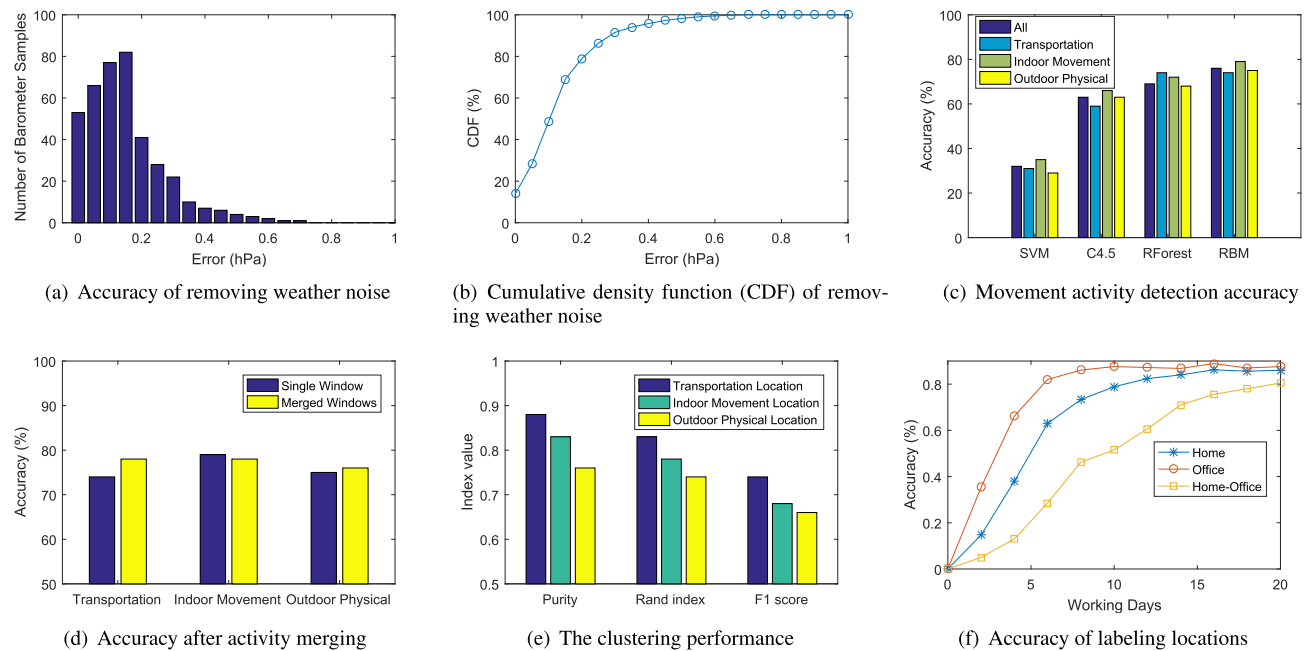 100
80
60
40
20
0
Number of Barometer Samples
0 0.2 0.4 0.6 0.8 1
Error (hPa)
(a) Accuracy of removing weather noise
100
80
60
40
20
0
CDF (%)
0 0.2 0.4 0.6 0.8 1
Error (hPa)
(b) Cumulative density function (CDF) of remov-
ing weather noise
100
80
60
40
20
0
Accuracy (%)
All
Transportation
Indoor Movement
Outdoor Physical
SVM C4.5 RForest RBM
(c) Movement activity detection accuracy
100
90
80
70
60
50
Accuracy (%)
Single Window
Merged Windows
Transportation Indoor Movement Outdoor Physical
(d) Accuracy after activity merging
1
0.9
0.8
0.7
0.6
0.5
Index value
Transportation Location
Indoor Movement Location
Outdoor Physical Location
Purity Rand index F1 score
(e) The clustering performance
0.8
0.6
0.4
0.2
0
Accuracy (%)
Home
Office
Home-Office
0 5 10 15 20
Working Days
(f) Accuracy of labeling locations